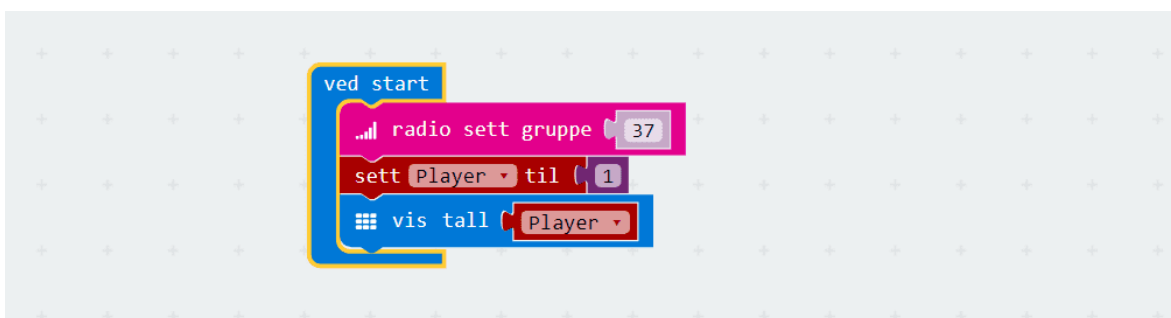 ved start
radio sett gruppe 37
sett Player til 1
vis tall Player